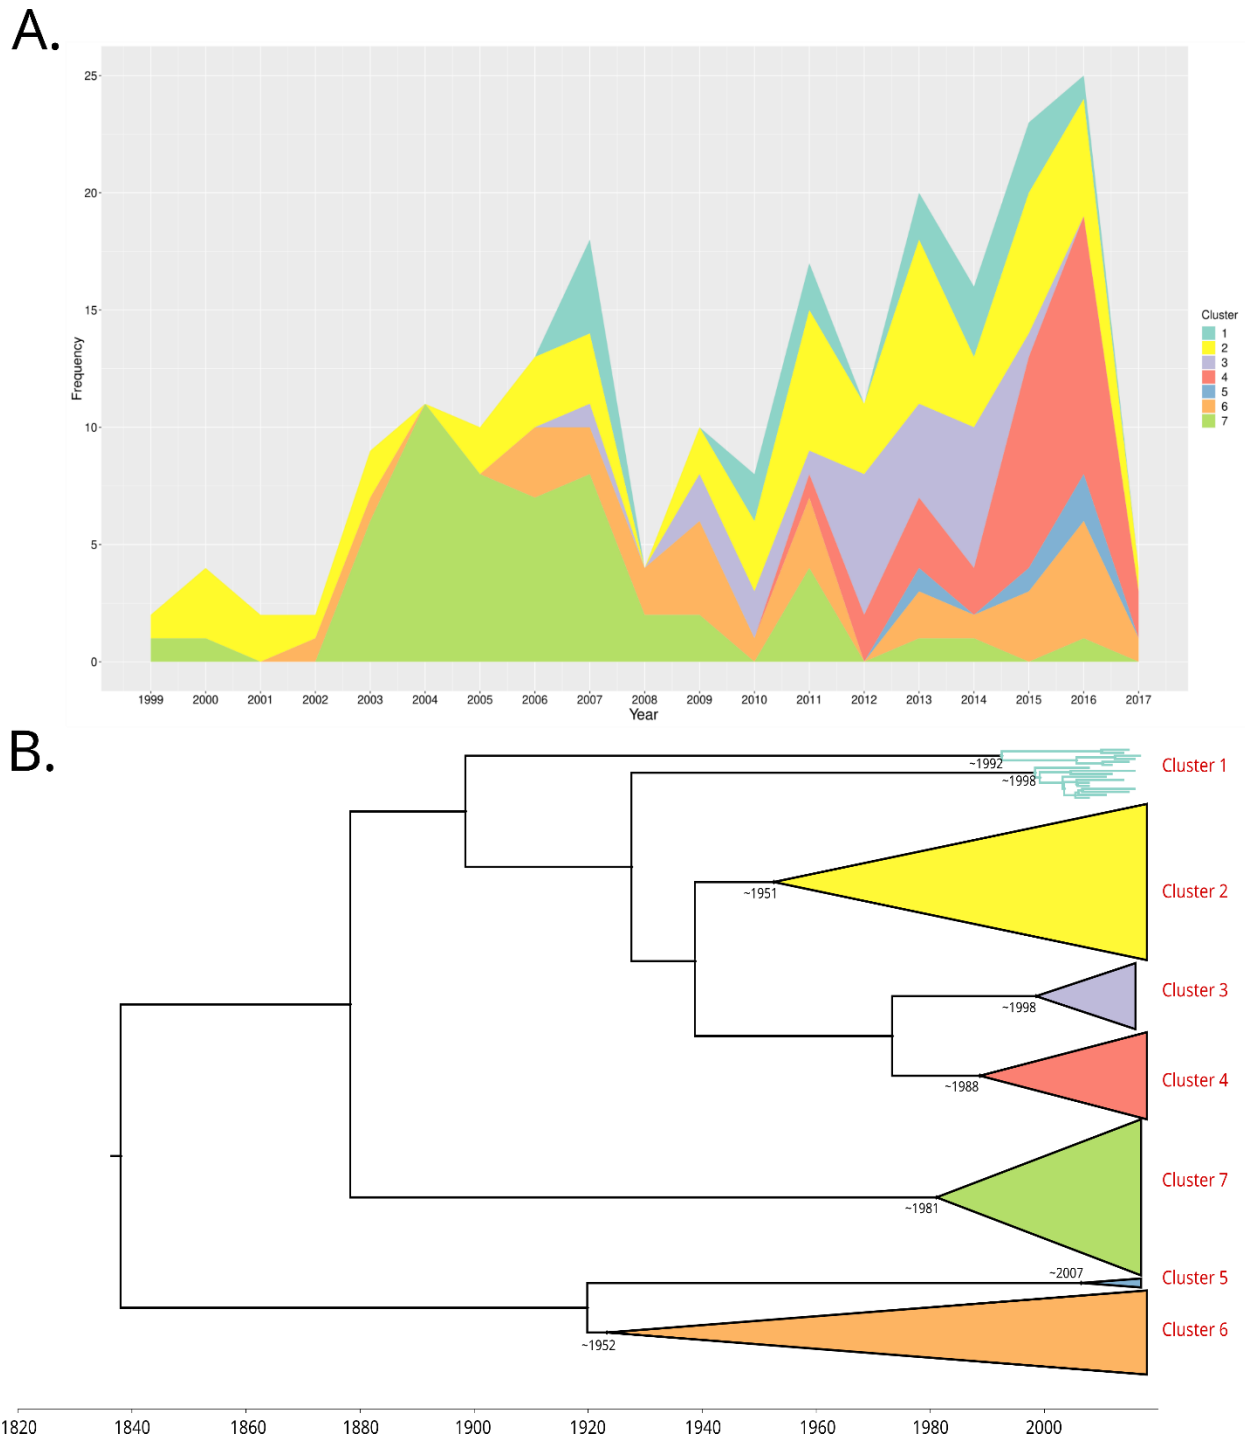 A.
25
20
15
10
5
0
Frequency
1999 2000 2001 2002 2003 2004 2005 2006 2007 2008 2009 2010 2011 2012 2013 2014 2015 2016 2017
Year
Cluster
1
2
3
4
5
6
7
B.
~1992
Cluster 1
~1998
~1951
Cluster 2
Cluster 3
~1998
Cluster 4
~1988
Cluster 7
~1981
~2007
Cluster 5
Cluster 6
~1952
1820 1840 1860 1880 1900 1920 1940 1960 1980 2000